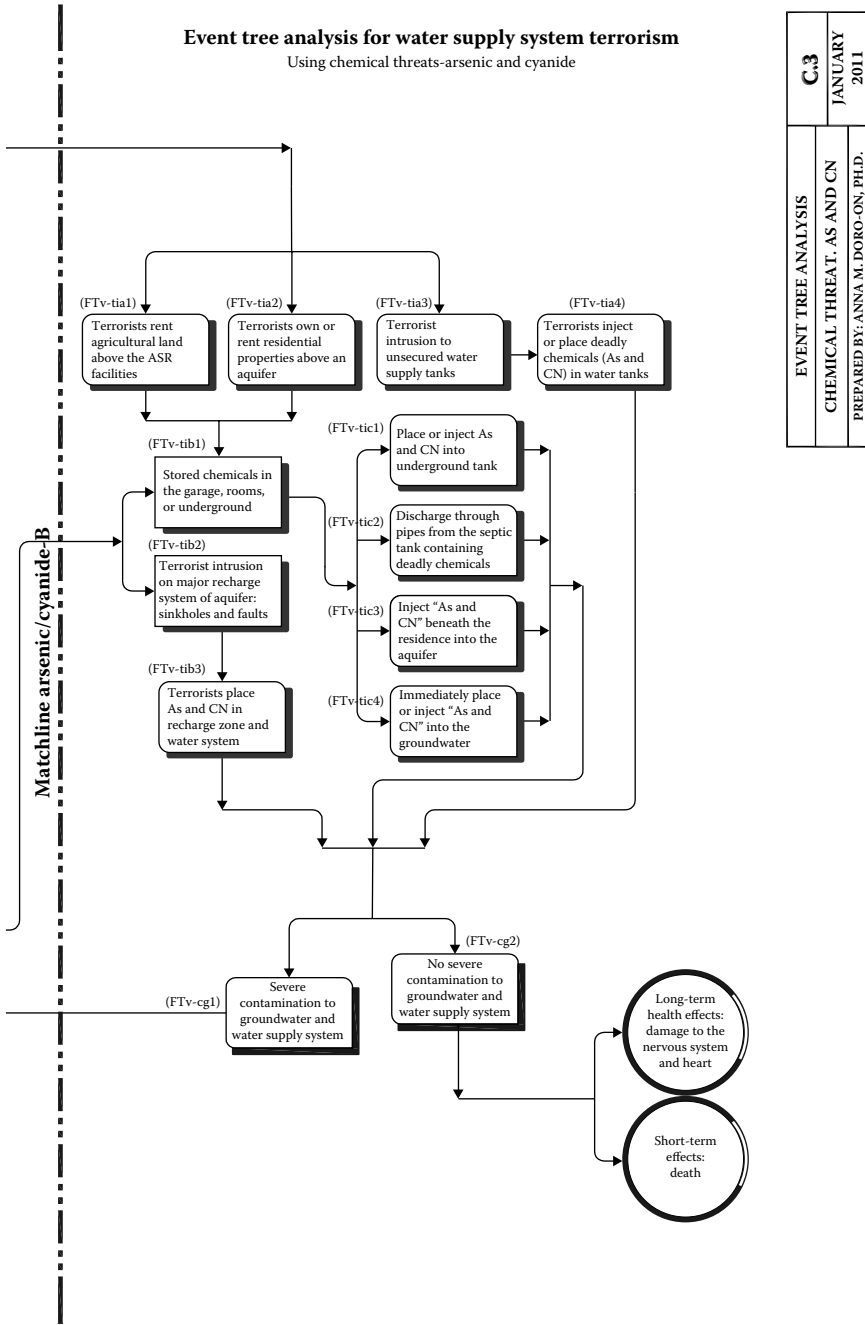 Event tree analysis for water supply system terrorism
Using chemical threats-arsenic and cyanide
C.3
JANUARY
2011
EVENT TREE ANALYSIS
CHEMICAL THREAT. AS AND CN
PREPARED BY: ANNA M. DORO-ON, PH.D.
Matchline arsenic/cyanide-B
(FTv-tia1)
Terrorists rent
agricultural land
above the ASR
facilities
(FTv-tia2)
Terrorists own or
rent residential
properties above an
aquifer
(FTv-tia3)
Terrorist
intrusion to
unsecured water
supply tanks
(FTv-tia4)
Terrorists inject
or place deadly
chemicals (As and
CN) in water tanks
(FTv-tib1)
Stored chemicals in
the garage, rooms,
or underground
(FTv-tib2)
Terrorist intrusion
on major recharge
system of aquifer:
sinkholes and faults
(FTv-tib3)
Terrorists place
As and CN in
recharge zone and
water system
(FTv-tic1)
Place or inject As
and CN into
underground tank
(FTv-tic2)
Discharge through
pipes from the septic
tank containing
deadly chemicals
(FTv-tic3)
Inject “As and
CN” beneath the
residence into the
aquifer
(FTv-tic4)
Immediately place
or inject “As and
CN” into the
groundwater
(FTv-cg1)
Severe
contamination to
groundwater and
water supply system
(FTv-cg2)
No severe
contamination to
groundwater and
water supply system
Long-term
health effects:
damage to the
nervous system
and heart
Short-term
effects:
death